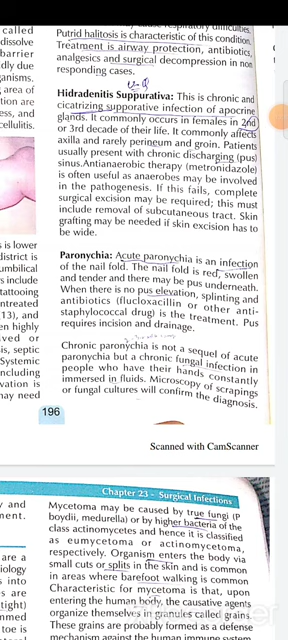 called
dissolve
barrier
dly due
anisms.
area of
tion are
ess, and
cellulitis.
is lower
district is
umbilical
rs include
tattooing
ntreated
13), and
en highly
ived or
is, septic
Systemic
ncluding
vation is
may need
by cause respiratory difficulties.
Putrid halitosis is characteristic of this condition.
Treatment is airway protection, antibiotics,
analgesics and surgical decompression in non
responding cases.
Hidradenitis Suppurativa: This is chronic and
cicatrizing supporative infection of apocrine
glands. It commonly occurs in females in 2nd
or 3rd decade of their life. It commonly affects
axilla and rarely perineum and groin. Patients
usually present with chronic discharging (pus)
sinus.Antianaerobic therapy (metronidazole)
is often useful as anaerobes may be involved
in the pathogenesis. If this fails, complete
surgical excision may be required; this must
include removal of subcutaneous tract. Skin
grafting may be needed if skin excision has to
be wide.
Paronychia: Acute paronychia is an infection
of the nail fold. The nail fold is red, swollen
and tender and there may be pus underneath.
When there is no pus elevation, splinting and
antibiotics (flucloxacillin or other anti-
staphylococcal drug) is the treatment. Pus
requires incision and drainage.
Chronic paronychia is not a sequel of acute
paronychia but a chronic fungal infection in
people who have their hands constantly
immersed in fluids. Microscopy of scrapings
or fungal cultures will confirm the diagnosis.
196
Scanned with CamScanner
Chapter 23 - Surgical Infections
y and
ment.
are a
iology
s into
es are
tight)
mmed
toe is
Mycetoma may be caused by true fungi (P
boydii, medurella) or by higher bacteria of the
class actinomycetes and hence it is classified
as eumycetoma or actinomycetoma,
respectively. Organism enters the body via
small cuts or splits in the skin and is common
in areas where barefoot walking is common
Characteristic for mycetoma is that, upon
entering the human body, the causative agents
organize themselves in granules called grains.
These grains are probably formed as a defense
mechanism against the human immune system